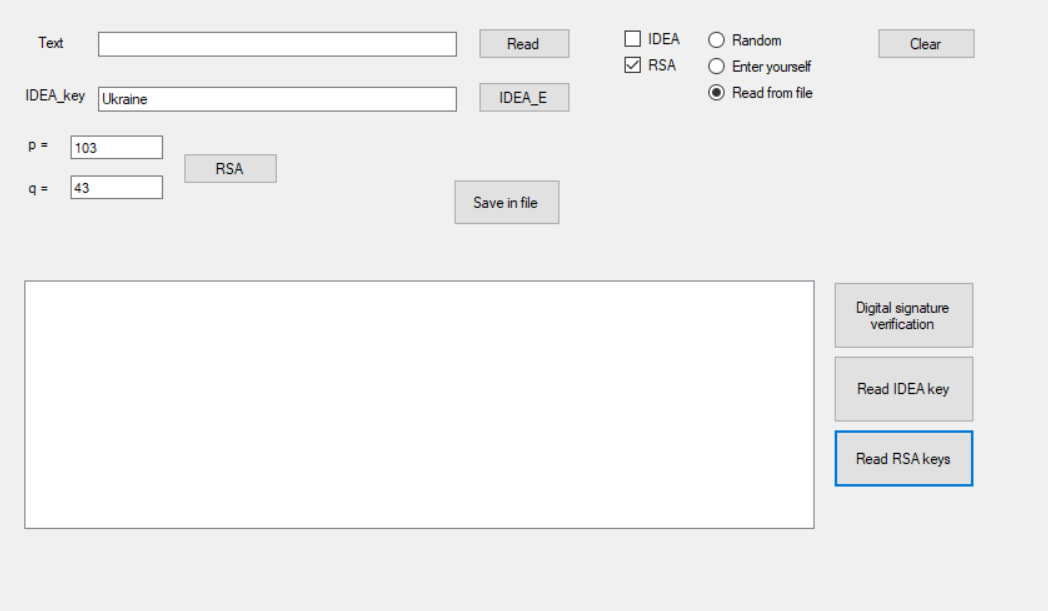 Text
Read
IDEA
Random
Clear
RSA
Enter yourself
IDEA_key
Ukraine
IDEA_E
Read from file
p =
103
RSA
q =
43
Save in file
Digital signature
verification
Read IDEA key
Read RSA keys